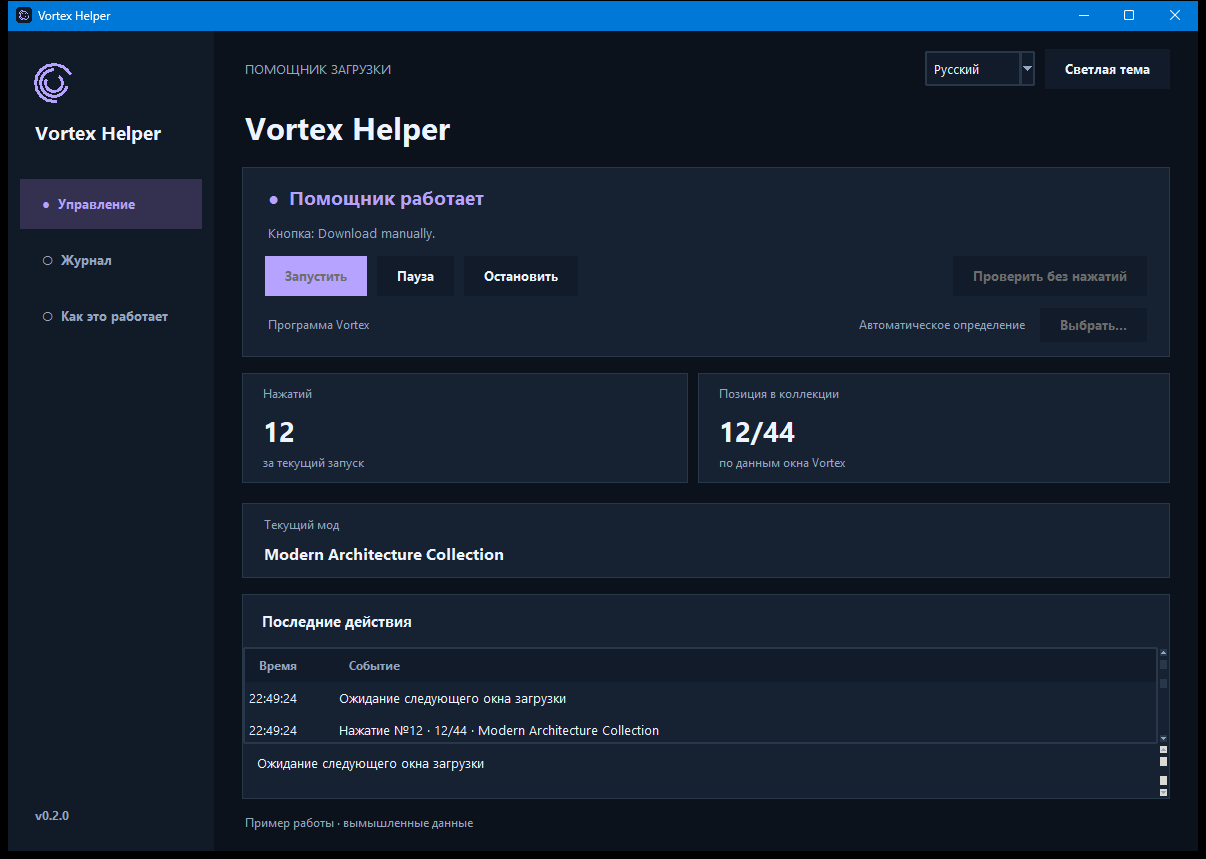 Vortex Helper
Vortex Helper
● Управление
○ Журнал
○ Как это работает
v0.2.0
ПОМОЩНИК ЗАГРУЗКИ
Русский
Светлая тема
Vortex Helper
● Помощник работает
Кнопка: Download manually.
Запустить
Пауза
Остановить
Проверить без нажатий
Программа Vortex
Автоматическое определение
Выбрать...
Нажатий
12
за текущий запуск
Позиция в коллекции
12/44
по данным окна Vortex
Текущий мод
Modern Architecture Collection
Последние действия
Время Событие
22:49:24 Ожидание следующего окна загрузки
22:49:24 Нажатие №12 · 12/44 · Modern Architecture Collection
Ожидание следующего окна загрузки
Пример работы · вымышленные данные